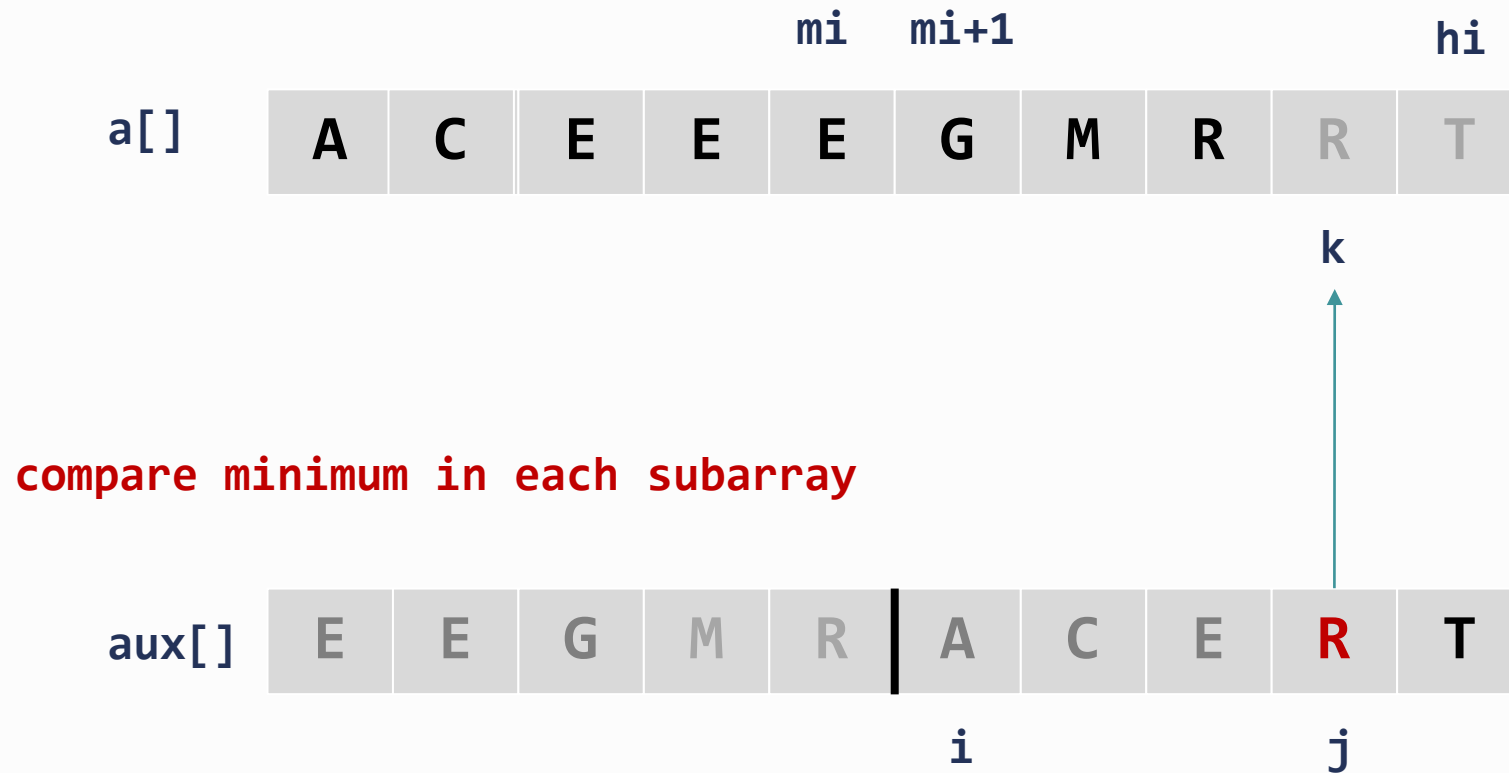 mi mi+1 hi
a[] A C E E E G M R R T
k
compare minimum in each subarray
aux[] E E G M R A C E R T
i j